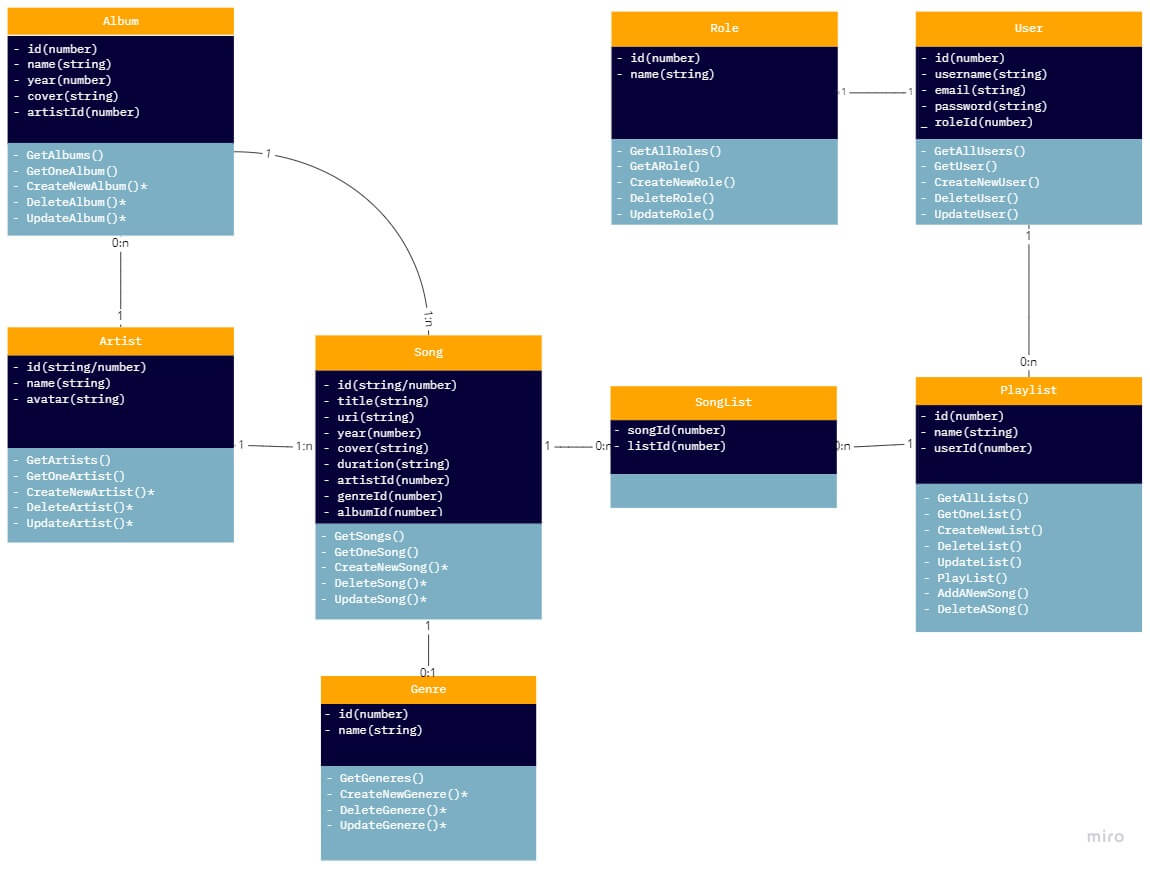 Album
- id(number)
- name(string)
- year(number)
- cover(string)
- artistId(number)
- GetAlbums()
- GetOneAlbum()
- CreateNewAlbum()*
- DeleteAlbum()*
- UpdateAlbum()*
0:n
1
1
1:n
Artist
- id(string/number)
- name(string)
- avatar(string)
- GetArtists()
- GetOneArtist()
- CreateNewArtist()*
- DeleteArtist()*
- UpdateArtist()*
1
1:n
Song
- id(string/number)
- title(string)
- uri(string)
- year(number)
- cover(string)
- duration(string)
- artistId(number)
- genreId(number)
- albumId(number)
- GetSongs()
- GetOneSong()
- CreateNewSong()*
- DeleteSong()*
- UpdateSong()*
1
0:1
Genre
- id(number)
- name(string)
- GetGeneres()
- CreateNewGenere()*
- DeleteGenere()*
- UpdateGenere()*
1
0:n
SongList
- songId(number)
- listId(number)
0:n
1
Role
- id(number)
- name(string)
- GetAllRoles()
- GetARole()
- CreateNewRole()
- DeleteRole()
- UpdateRole()
1
1
User
- id(number)
- username(string)
- email(string)
- password(string)
_ roleId(number)
- GetAllUsers()
- GetUser()
- CreateNewUser()
- DeleteUser()
- UpdateUser()
1
0:n
Playlist
- id(number)
- name(string)
- userId(number)
- GetAllLists()
- GetOneList()
- CreateNewList()
- DeleteList()
- UpdateList()
- PlayList()
- AddANewSong()
- DeleteASong()
miro